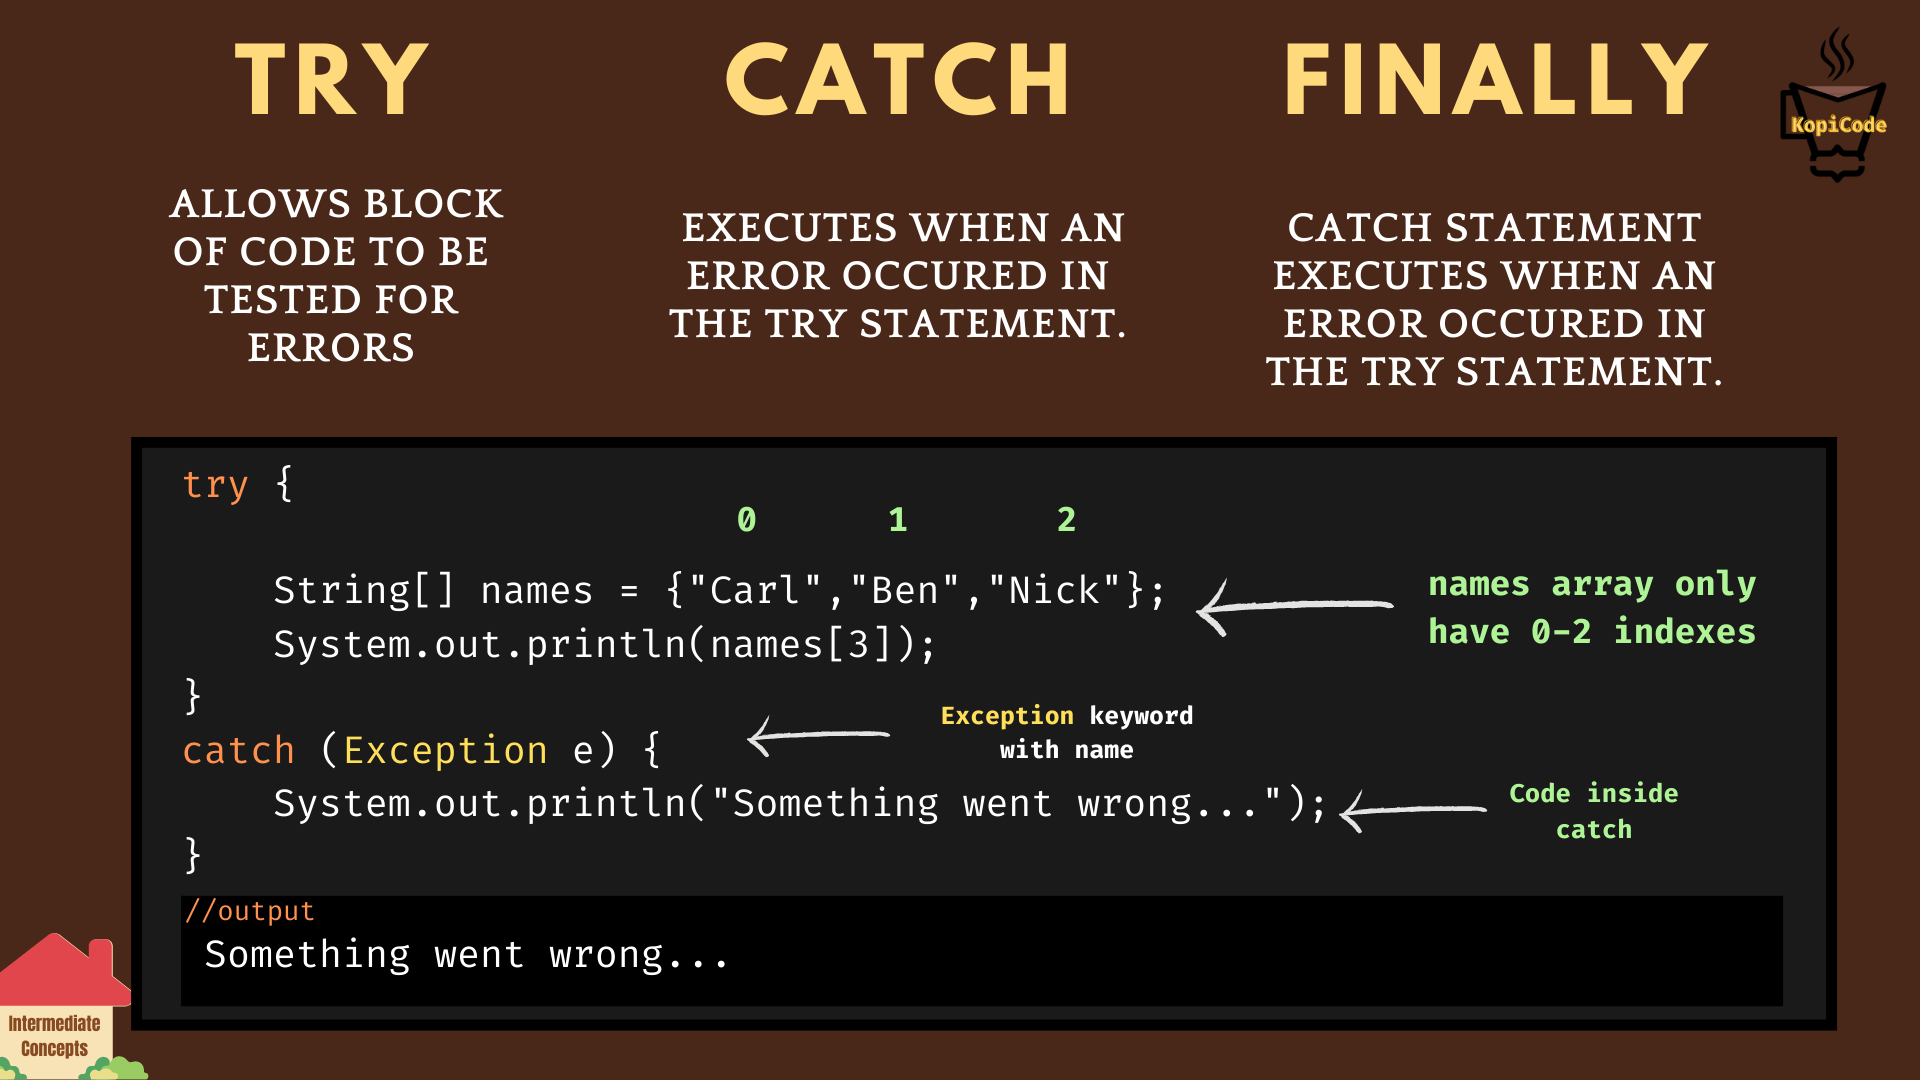 TRY
CATCH
FINALLY
KopiCode
ALLOWS BLOCK
OF CODE TO BE
TESTED FOR
ERRORS
EXECUTES WHEN AN
ERROR OCCURED IN
THE TRY STATEMENT.
CATCH STATEMENT
EXECUTES WHEN AN
ERROR OCCURED IN
THE TRY STATEMENT.
try {
0 1 2
String[] names = {"Carl","Ben","Nick"};
System.out.println(names[3]);
}
names array only
have 0-2 indexes
catch (Exception e) {
Exception keyword
with name
System.out.println("Something went wrong...");
Code inside
catch
}
//output
Something went wrong...
Intermediate
Concepts